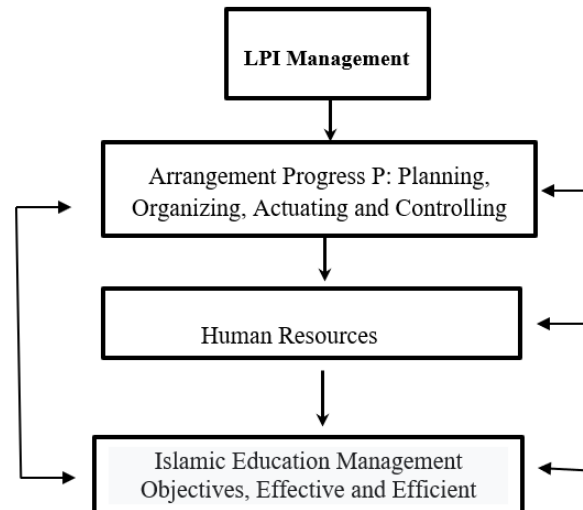 LPI Management
Arrangement Progress P: Planning,
Organizing, Actuating and Controlling
Human Resources
Islamic Education Management
Objectives, Effective and Efficient